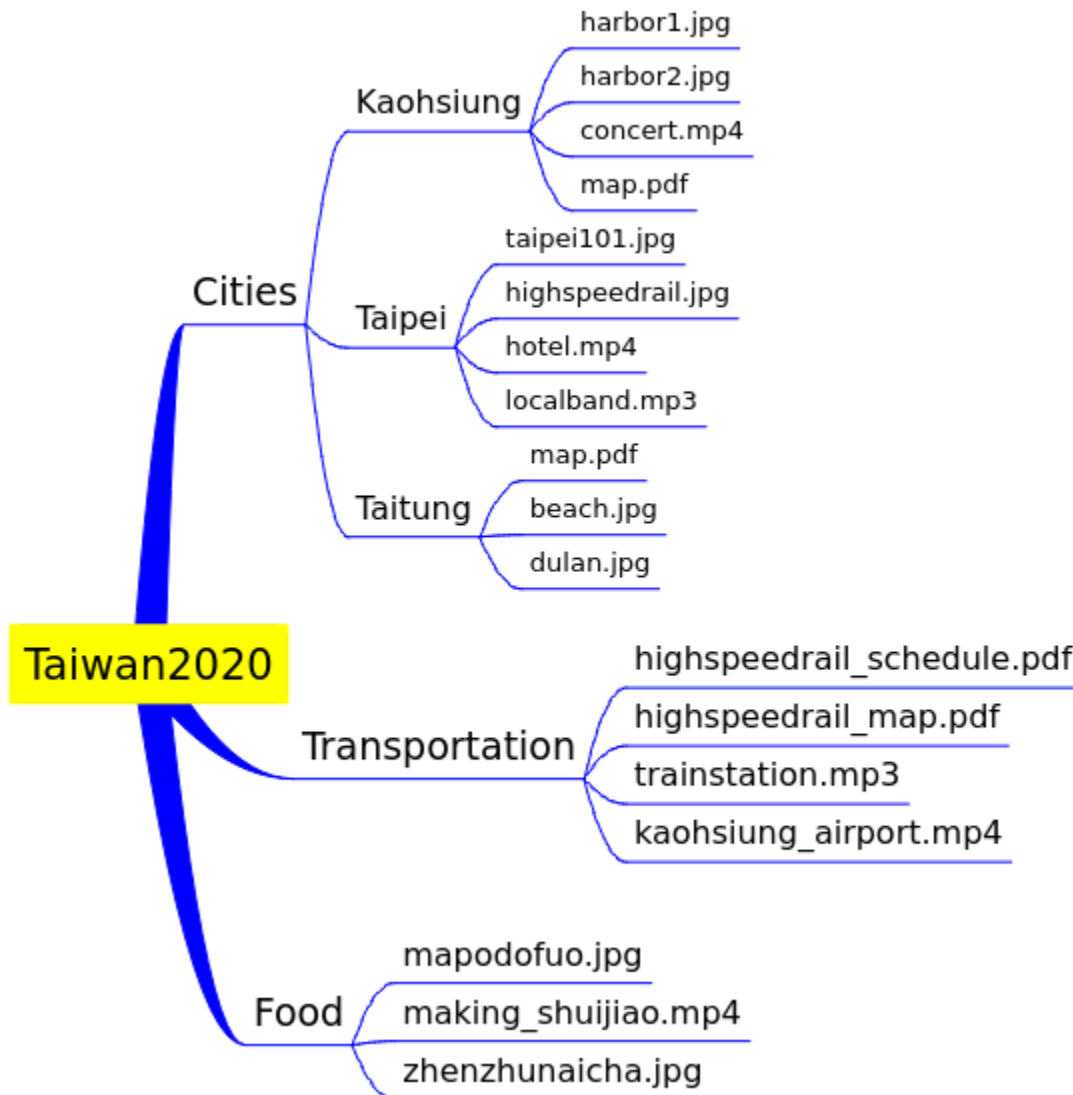 harbor1.jpg
harbor2.jpg
Kaohsiung
concert.mp4
map.pdf
taipei101.jpg
Cities
highspeedrail.jpg
Taipei
hotel.mp4
localband.mp3
map.pdf
Taitung
beach.jpg
dulan.jpg
Taiwan2020
highspeedrail_schedule.pdf
highspeedrail_map.pdf
Transportation
trainstation.mp3
kaohsiung_airport.mp4
mapodofuo.jpg
Food
making_shuijiao.mp4
zhenzhunaicha.jpg